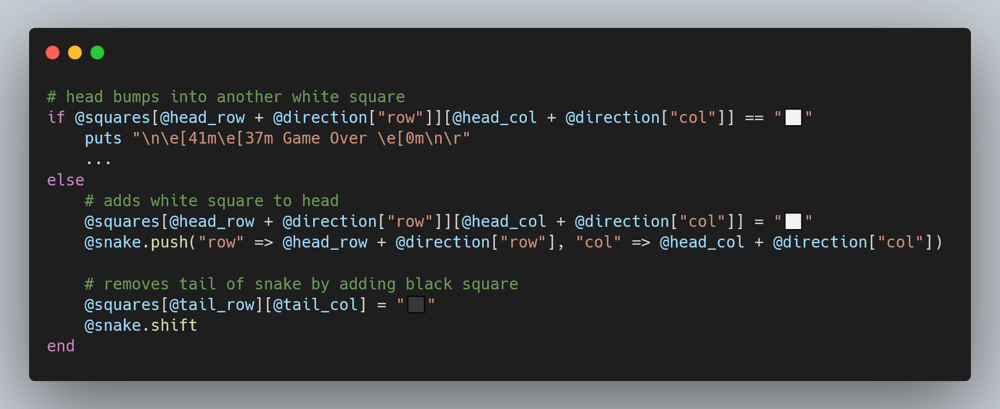 # head bumps into another white square
if @squares[@head_row + @direction["row"]][@head_col + @direction["col"]] == "⬜"
    puts "\n\e[41m\e[37m Game Over \e[0m\n\r"
    ...
else
    # adds white square to head
    @squares[@head_row + @direction["row"]][@head_col + @direction["col"]] = "⬜"
    @snake.push("row" => @head_row + @direction["row"], "col" => @head_col + @direction["col"])

    # removes tail of snake by adding black square
    @squares[@tail_row][@tail_col] = "⬛"
    @snake.shift
end